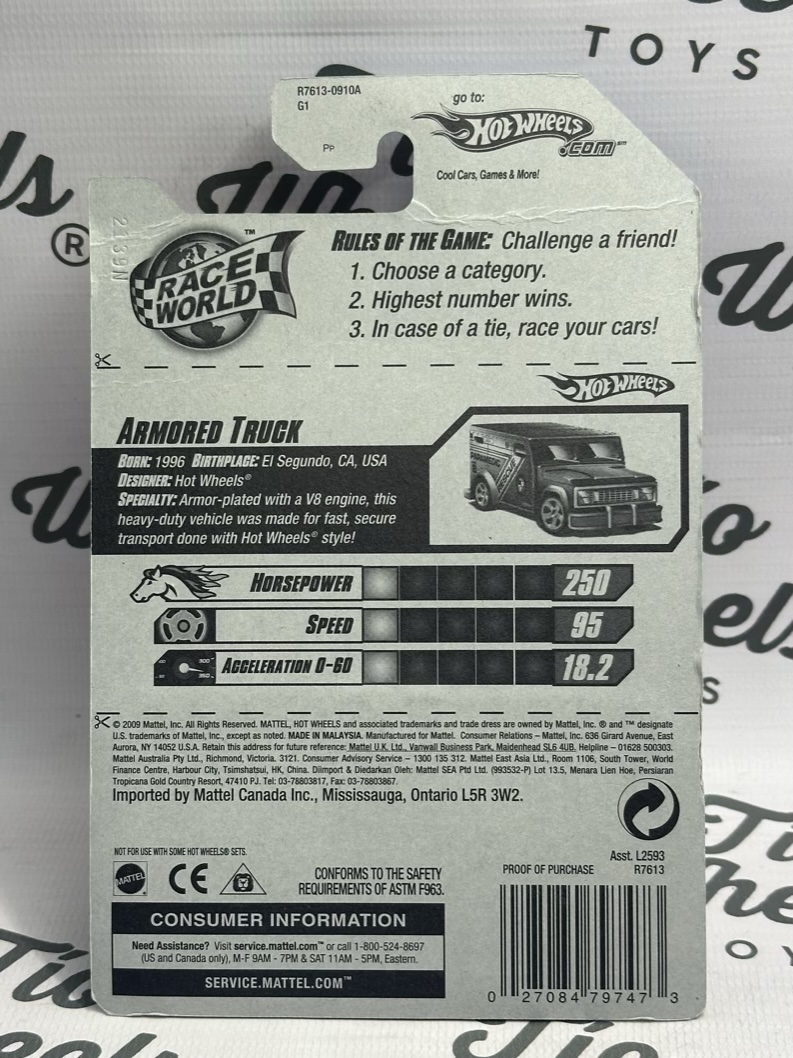 TOYS
R7613-0910A
G1
PP
go to:
HOT WHEELS
.COM℠
Cool Cars, Games & More!
2139N
RACE WORLD™
RULES OF THE GAME: Challenge a friend!
1. Choose a category.
2. Highest number wins.
3. In case of a tie, race your cars!
HOT WHEELS
ARMORED TRUCK
BORN: 1996 BIRTHPLACE: El Segundo, CA, USA
DESIGNER: Hot Wheels®
SPECIALTY: Armor-plated with a V8 engine, this
heavy-duty vehicle was made for fast, secure
transport done with Hot Wheels® style!
PARAMEDIC
HORSEPOWER 250
SPEED 95
ACCELERATION 0-60 18.2
© 2009 Mattel, Inc. All Rights Reserved. MATTEL, HOT WHEELS and associated trademarks and trade dress are owned by Mattel, Inc. ® and ™ designate
U.S. trademarks of Mattel, Inc., except as noted. MADE IN MALAYSIA. Manufactured for Mattel. Consumer Relations – Mattel, Inc. 636 Girard Avenue, East
Aurora, NY 14052 U.S.A. Retain this address for future reference: Mattel U.K. Ltd., Vanwall Business Park, Maidenhead SL6 4UB. Helpline – 01628 500303.
Mattel Australia Pty Ltd., Richmond, Victoria. 3121. Consumer Advisory Service – 1300 135 312. Mattel East Asia Ltd., Room 1106, South Tower, World
Finance Centre, Harbour City, Tsimshatsui, HK, China. Diimport & Diedarkan Oleh: Mattel SEA Ptd Ltd. (993532-P) Lot 13.5, Menara Lien Hoe, Persiaran
Tropicana Golf Country Resort, 47410 PJ. Tel: 03-78803817, Fax: 03-78803867.
Imported by Mattel Canada Inc., Mississauga, Ontario L5R 3W2.
NOT FOR USE WITH SOME HOT WHEELS® SETS.
MATTEL
CE
CONFORMS TO THE SAFETY
REQUIREMENTS OF ASTM F963.
PROOF OF PURCHASE
Asst. L2593
R7613
CONSUMER INFORMATION
Need Assistance? Visit service.mattel.com™ or call 1-800-524-8697
(US and Canada only), M-F 9AM - 7PM & SAT 11AM - 5PM, Eastern.
SERVICE.MATTEL.COM™
0 27084 79747 3